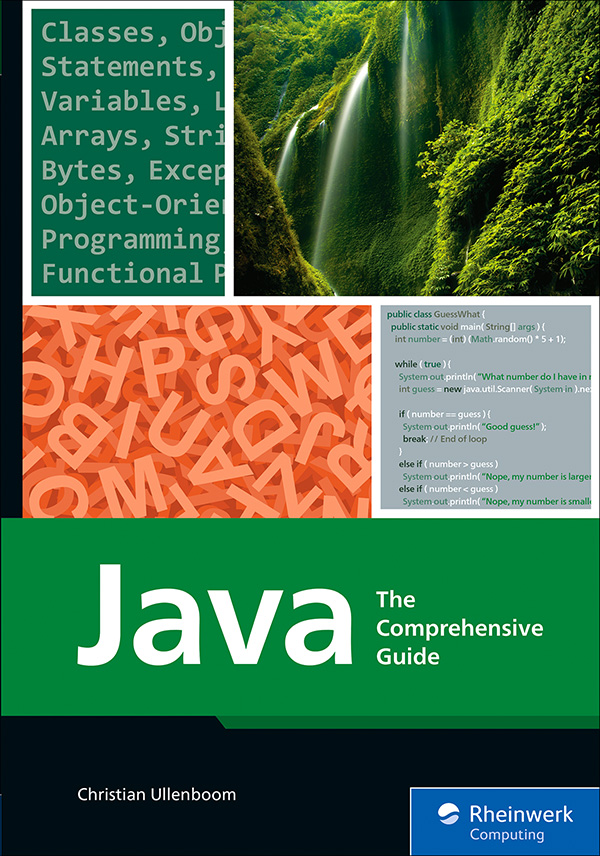 Classes, Obj
Statements,
Variables, L
Arrays, Stri
Bytes, Excep
Object-Orien
Programming,
Functional P
public class GuessWhat {
public static void main( String[] args ) {
int number = (int) (Math.random() * 5 + 1);
while ( true ) {
System.out.println( "What number do I have in m
int guess = new java.util.Scanner( System.in ).nex
if ( number == guess ) {
System.out.println( "Good guess!" );
break; // End of loop
}
else if ( number > guess )
System.out.println( "Nope, my number is larger
else if ( number < guess )
System.out.println( "Nope, my number is smalle
Java
The
Comprehensive
Guide
Christian Ullenboom
Rheinwerk
Computing